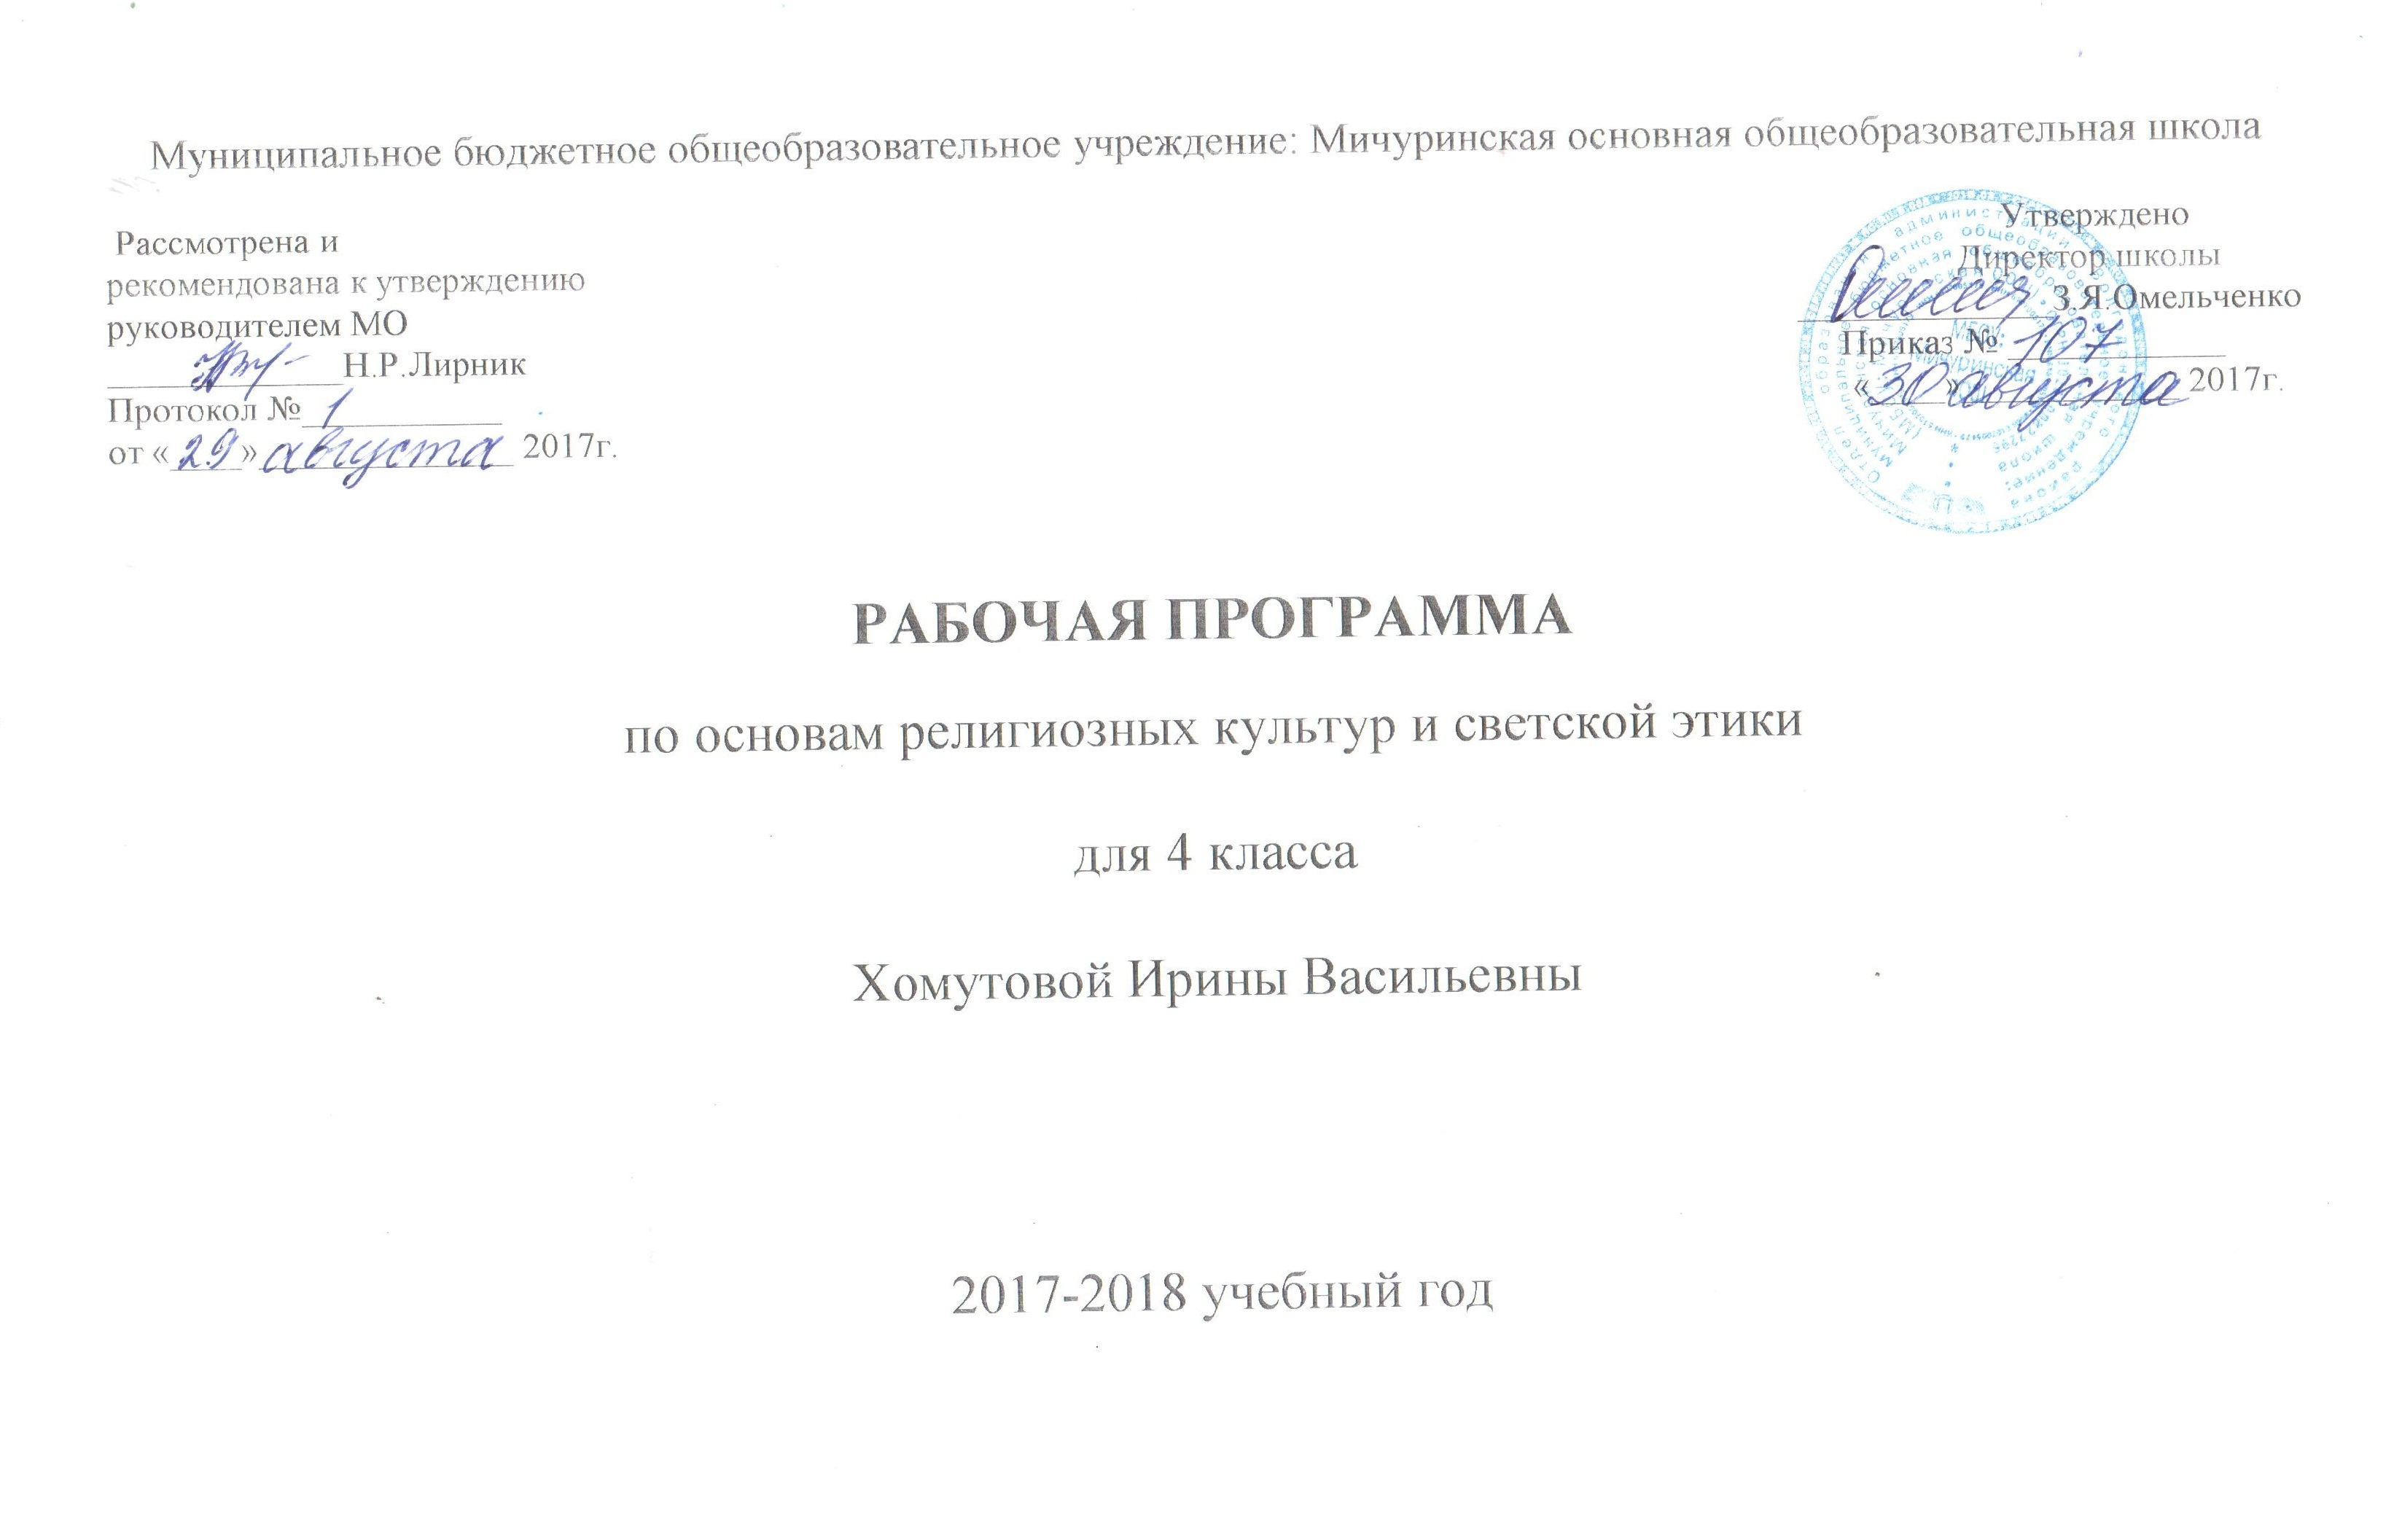 Муниципальное бюджетное общеобразовательное учреждение: Мичуринская основная общеобразовательная школа
Рассмотрена и
рекомендована к утверждению
руководителем МО
Н.Р.Лирник
Протокол № 1
от «29» августа 2017г.
Утверждено
Директор школы
З.Я.Омельченко
Приказ № 107
«30» августа 2017г.
РАБОЧАЯ ПРОГРАММА
по основам религиозных культур и светской этики
для 4 класса
Хомутовой Ирины Васильевны
2017-2018 учебный год